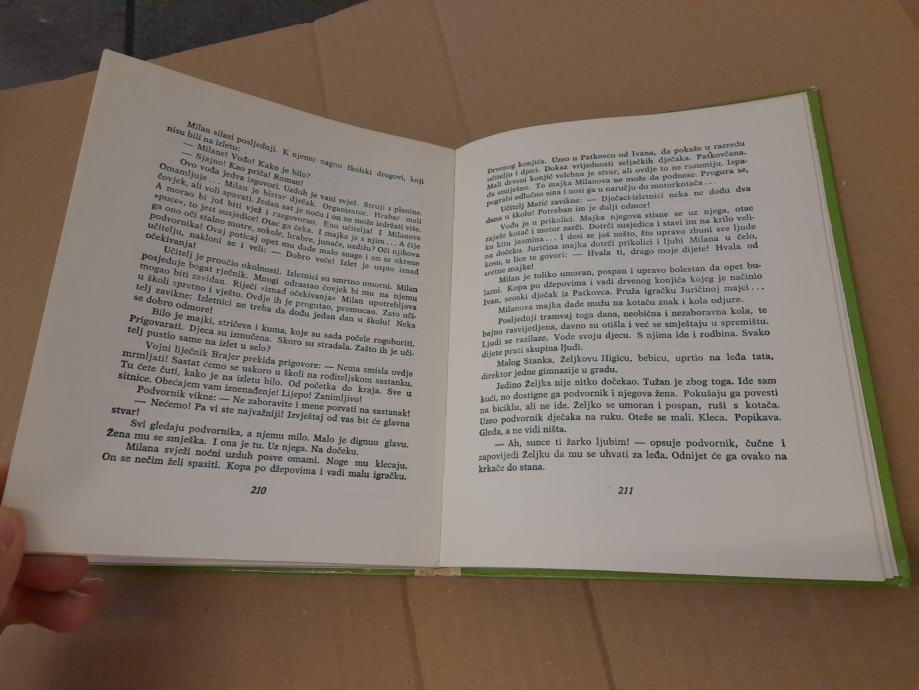 Milan silazi posljednji. K njemu nagnu školski drugovi, koji
nisu bili na izletu:
— Milane! Vođo! Kako je bilo?
— Sjajno! Kao priča! Roman!
Ovo vođa jedva izgovori. Uzduh je vani svjež. Struji s planine.
Omamljuje... Milan je bistar dječak. Organizator. Hrabar mali
čovjek, ali voli spavati. Jedan sat je noću i on ne može izdržati više.
A morao bi još biti vješt i razgovoran. Eno učitelja! I Milanove
»puce«, to jest susjedice! Otac ga čeka. I majka je a njim... A čije
ga ono oči stalno motre, sokole, hrabre, junače, uzdižu? Oči njihova
podvornika! Ovaj poticaj opet mu dade malo snage i on se okrene
učitelju, nakloni se i veli: — Dobro veče! Izlet je uspio iznad
očekivanja!
Učitelj je proučio okolnosti. Izletnici su smrtno umorni. Milan
posjeduje bogat rječnik. Mnogi odrastao čovjek bi mu na njemu
mogao biti zavidan. Riječi »iznad očekivanja« Milan upotrebljava
u školi spretno i vješto. Ovdje ih je progutao, promucao. Zato uči-
telj zavikne: Izletnici ne treba da dođu jedan dan u školu! Neka
se dobro odmore!
Bilo je majki, stričeva i kuma, koje su sada počele rogoboriti.
Prigovarati. Djeca su izmučena. Skoro su stradala. Zašto ih je uči-
telj pustio same na izlet u selo?
Vojni liječnik Brajer prekida prigovore: — Nema smisla ovdje
mrmljati! Sastat ćemo se uskoro u školi na roditeljskom sastanku.
Tu ćete čuti, kako je na izletu bilo. Od početka do kraja. Sve u
sitnice. Obećajem vam iznenađenje! Lijepo! Zanimljivo!
Podvornik vikne: — Ne zaboravite i mene pozvati na sastanak!
— Nećemo! Pa vi ste najvažniji! Izvještaj od vas bit će glavna
stvar!
Svi gledaju podvornika, a njemu milo. Malo je dignuo glavu.
Žena mu se smješka. I ona je tu. Uz njega. Na dočeku.
Milana svježi noćni uzduh posve omami. Noge mu klecaju.
On se nečim želi spasiti. Kopa po džepovima i vadi malu igračku.
210
Drvenog konjića. Uzeo u Patkovcu od Ivana, da pokaže u razredu
učitelju i djeci. Dokaz vrijednosti seljačkih dječaka. Patkovčana.
Mali drveni konjić velebna je stvar, ali ovdje to ne razumiju. Ispa-
da smiješno. To majka Milanova ne može da podnese. Progura se,
pograbi odlučno sina i nosi ga u naručju do motorkotača...
Učitelj Matić zavikne: — Dječaci-izletnici neka ne dođu dva
dana u školu! Potreban im je dulji odmor!
Vođa je u prikolici. Majka njegova stisne se uz njega, otac
zajaše kotač i motor zarči. Dotrči susjedica i stavi im na krilo veli-
ku kitu jasmina... I desi se još nešto, što upravo zbuni sve ljude
na dočeku. Juričina majka dotrči prikolici i ljubi Milana u čelo,
kosu, u lice te govori: — Hvala ti, drago moje dijete! Hvala od
sretne majke!
Milan je toliko umoran, pospan i upravo bolestan da opet bu-
lazni. Kopa po džepovima i vadi drvenog konjića kojeg je načinio
Ivan, seoski dječak iz Patkovca. Pruža igračku Juričinoj majci...
Milanova majka dade mužu na kotaču znak i kola odjure.
Posljednji tramvaj toga dana, neobična i nezaboravna kola, te
bajno rasvijetljena, davno su otišla i već se smještaju u spremištu.
Ljudi se razilaze. Vode svoju djecu. S njima ide i rodbina. Svako
dijete prati skupina ljudi.
Malog Stanka, Željkovu Higicu, bebicu, uprtio na leđa tata,
direktor jedne gimnazije u gradu.
Jedino Željka nije nitko dočekao. Tužan je zbog toga. Ide sam
kući, no dostigne ga podvornik i njegova žena. Pokušaju ga povesti
na biciklu, ali ne ide. Željko se umoran i pospan, ruši s kotača.
Uzeo podvornik dječaka na ruku. Oteže se mali. Kleca. Popikava.
Gleda, a ne vidi ništa.
— Ah, sunce ti žarko ljubim! — opsuje podvornik, čučne i
zapovijedi Željku da mu se uhvati za leđa. Odnijet će ga ovako na
krkače do stana.
211